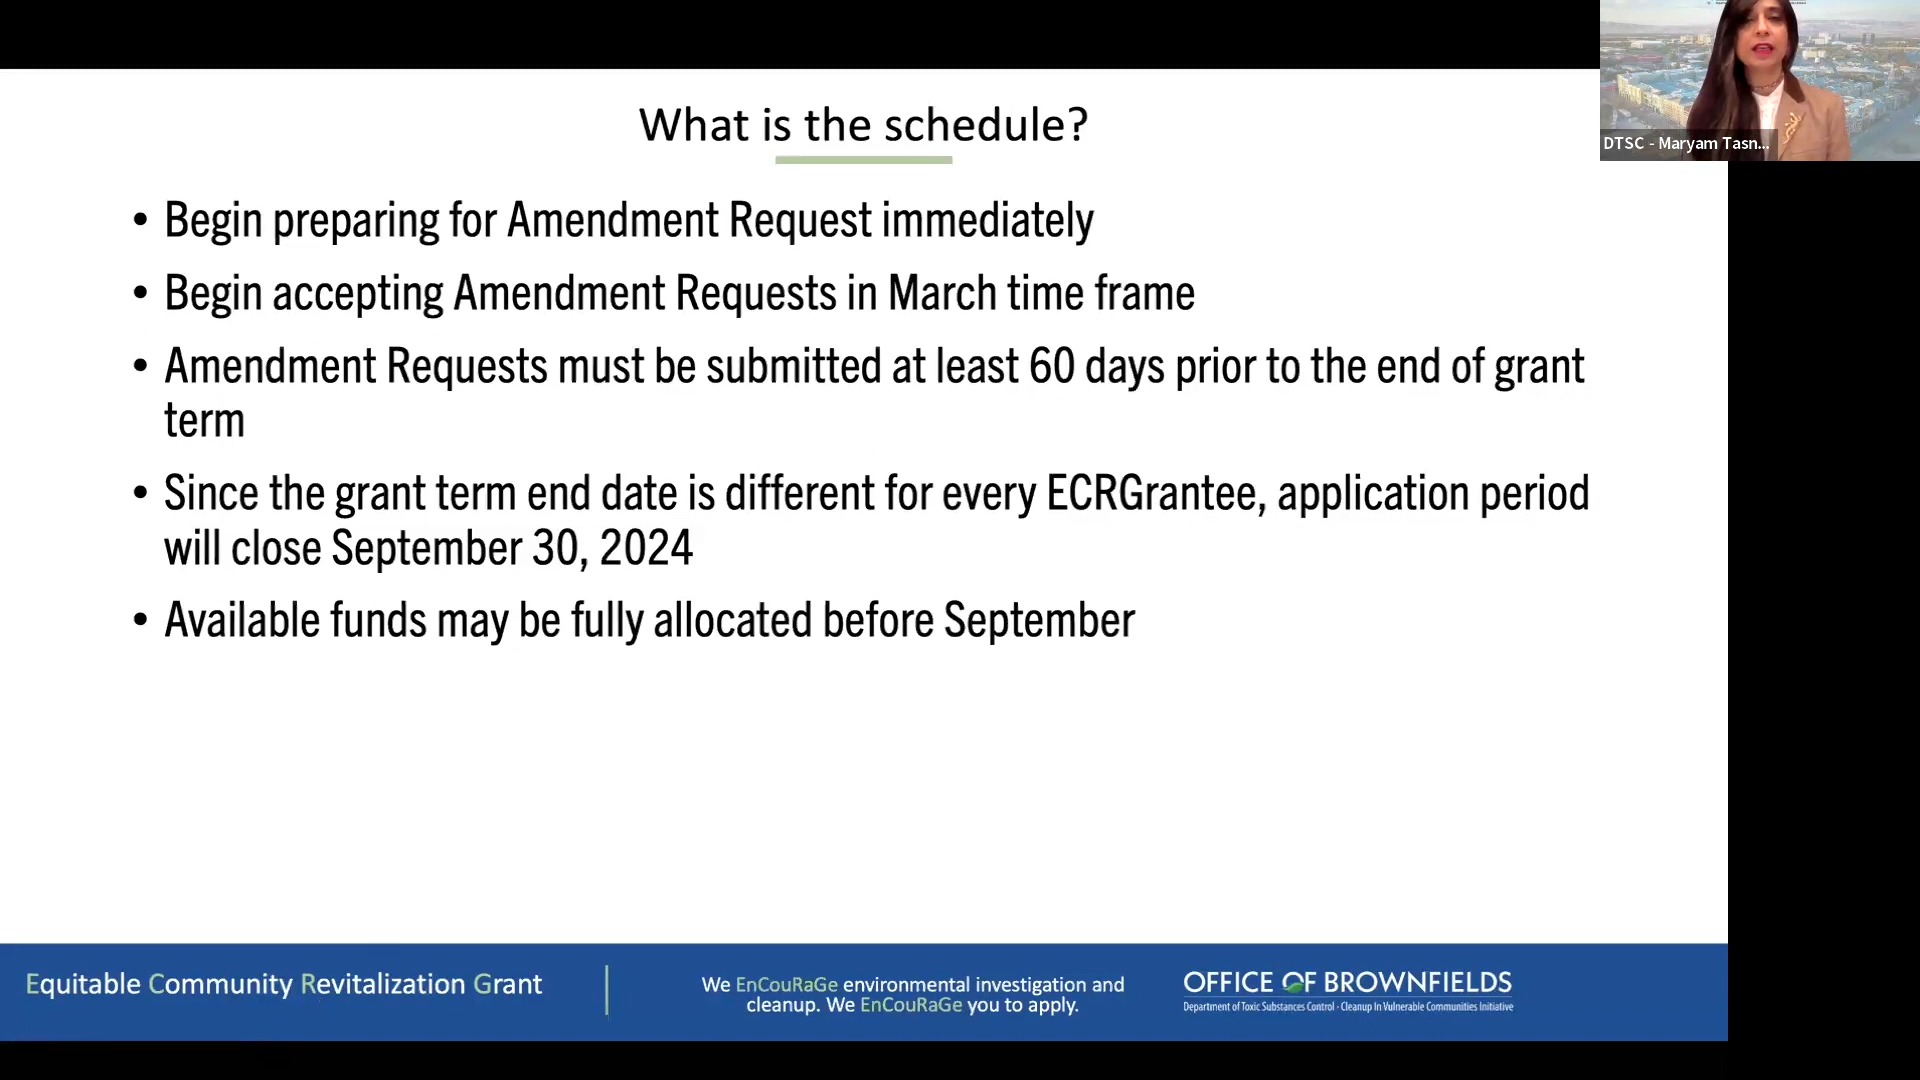 What is the schedule?
DTSC - Maryam Tasn...
• Begin preparing for Amendment Request immediately
• Begin accepting Amendment Requests in March time frame
• Amendment Requests must be submitted at least 60 days prior to the end of grant
term
• Since the grant term end date is different for every ECRGrantee, application period
will close September 30, 2024
• Available funds may be fully allocated before September
Equitable Community Revitalization Grant
We EnCouRaGe environmental investigation and
cleanup. We EnCouRaGe you to apply.
OFFICE OF BROWNFIELDS
Department of Toxic Substances Control - Cleanup In Vulnerable Communities Initiative